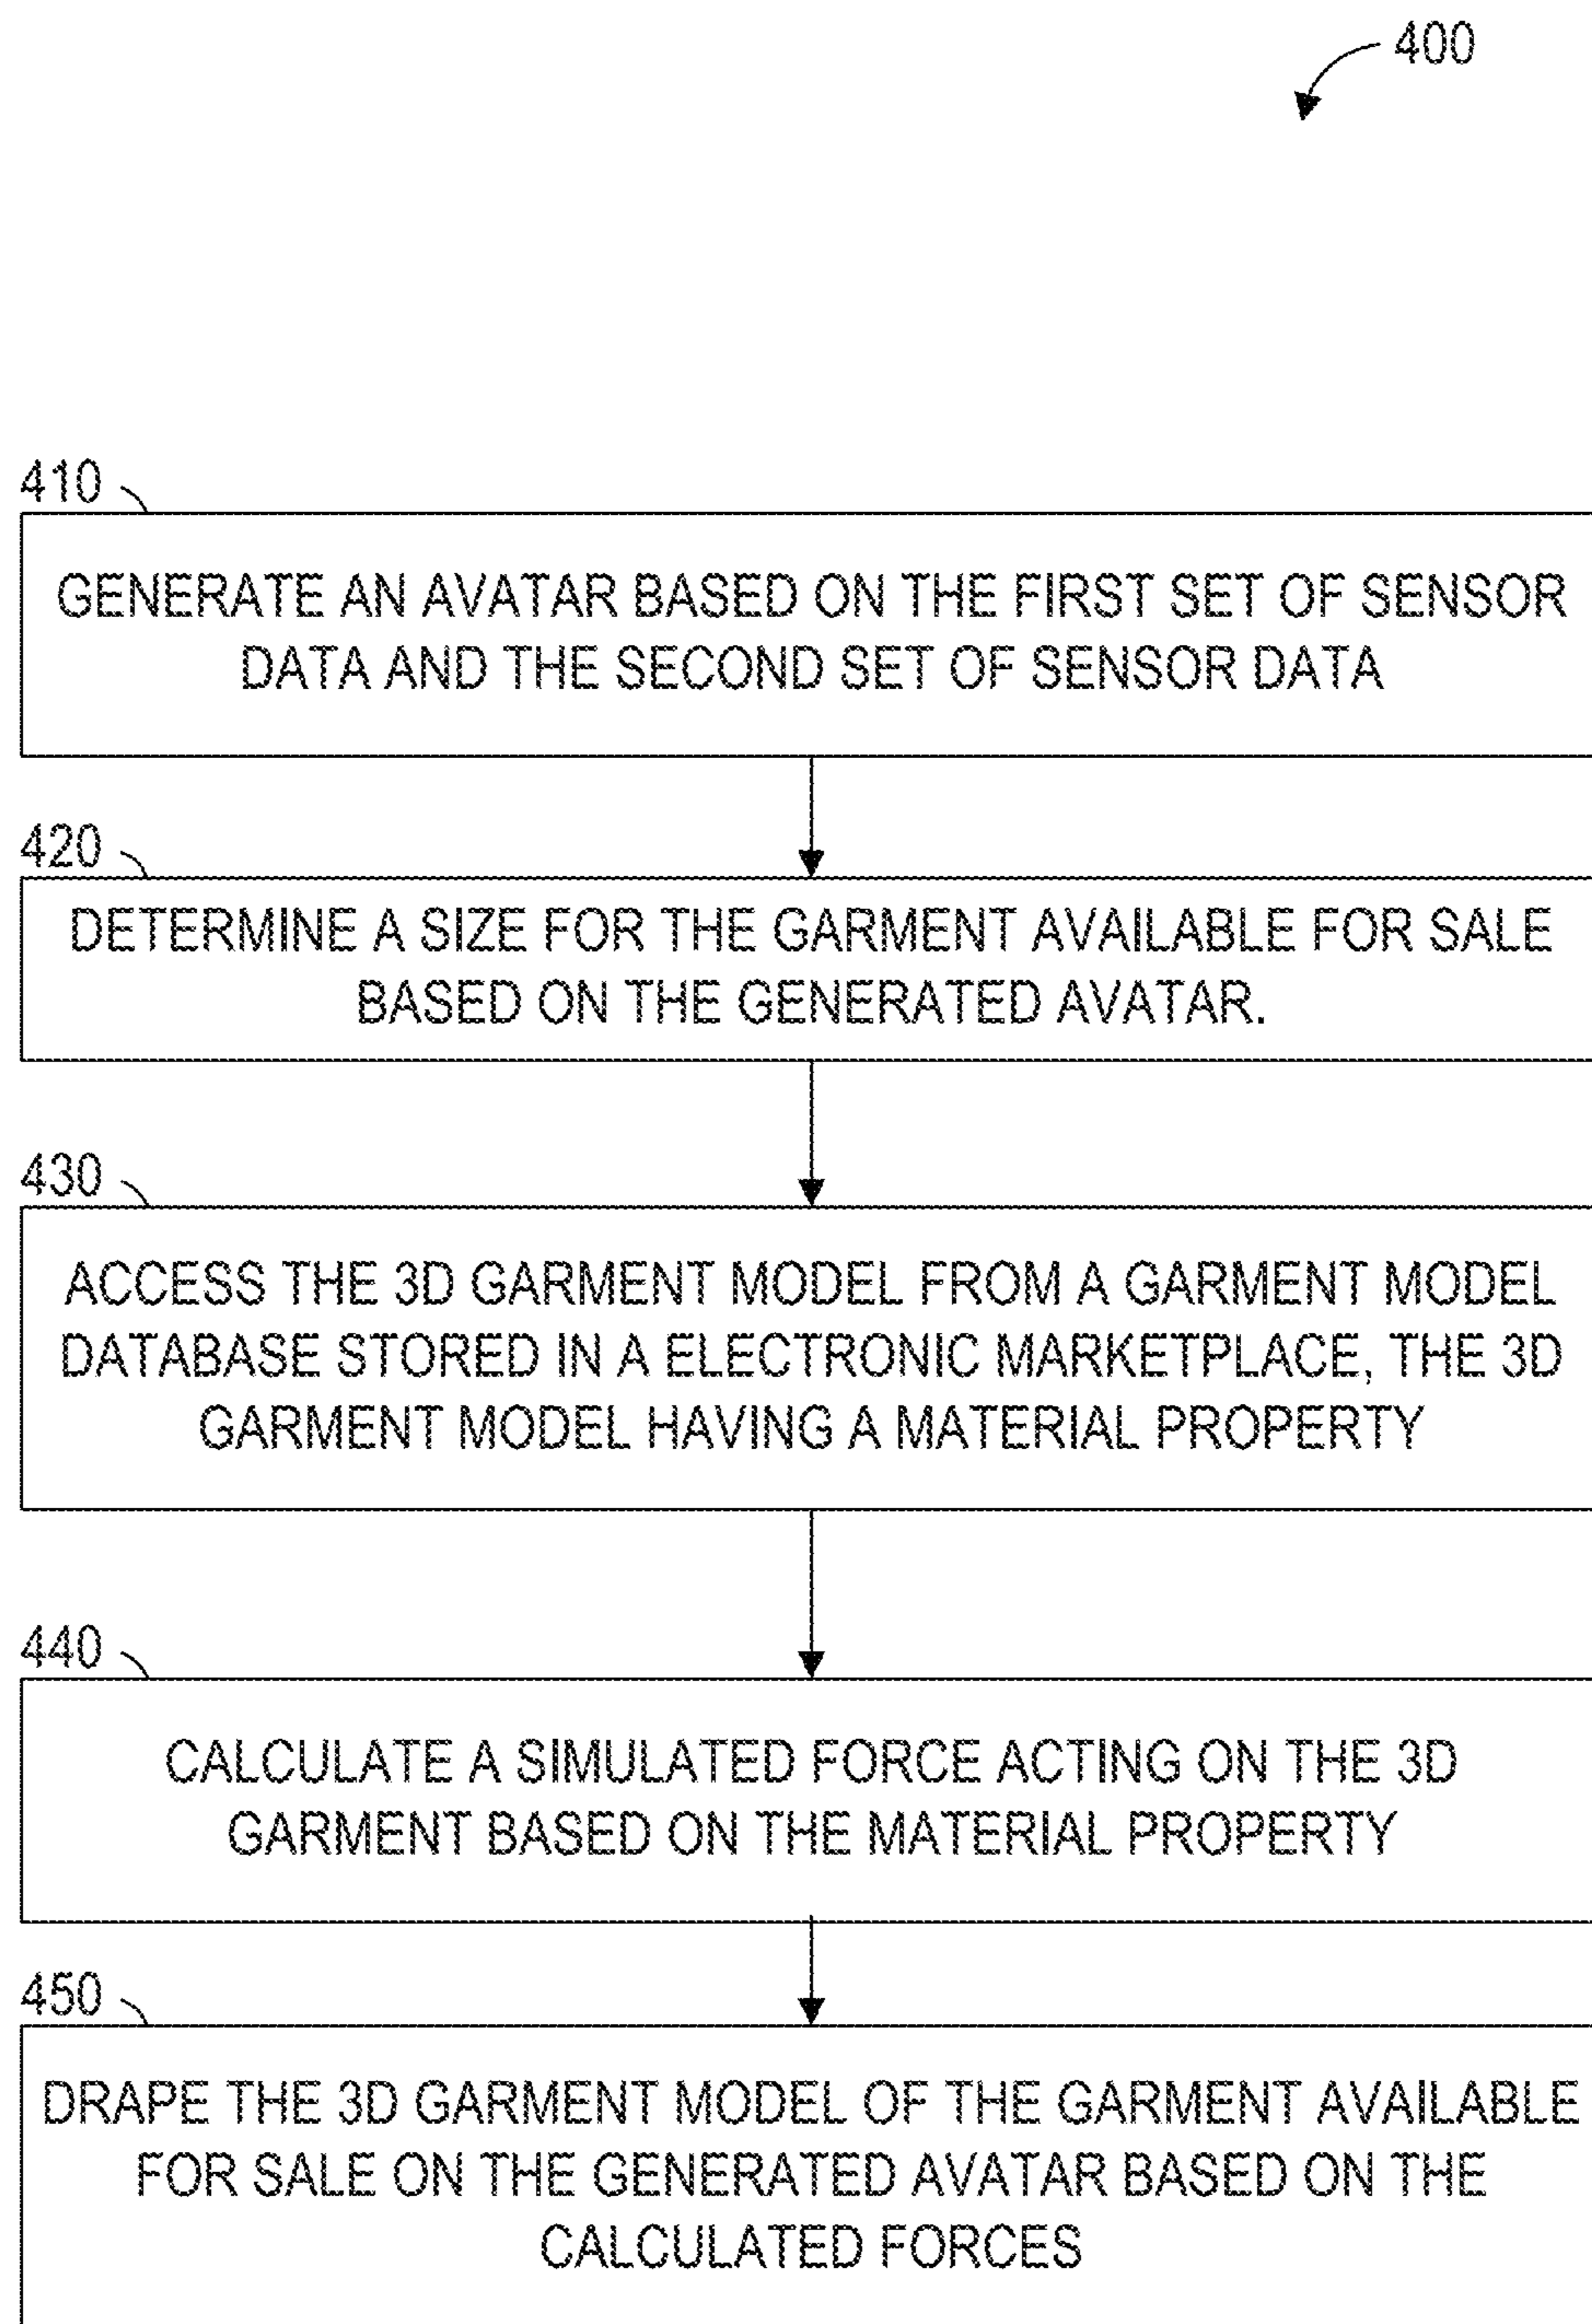 400
410
GENERATE AN AVATAR BASED ON THE FIRST SET OF SENSOR
DATA AND THE SECOND SET OF SENSOR DATA
420
DETERMINE A SIZE FOR THE GARMENT AVAILABLE FOR SALE
BASED ON THE GENERATED AVATAR.
430
ACCESS THE 3D GARMENT MODEL FROM A GARMENT MODEL
DATABASE STORED IN A ELECTRONIC MARKETPLACE, THE 3D
GARMENT MODEL HAVING A MATERIAL PROPERTY
440
CALCULATE A SIMULATED FORCE ACTING ON THE 3D
GARMENT BASED ON THE MATERIAL PROPERTY
450
DRAPE THE 3D GARMENT MODEL OF THE GARMENT AVAILABLE
FOR SALE ON THE GENERATED AVATAR BASED ON THE
CALCULATED FORCES